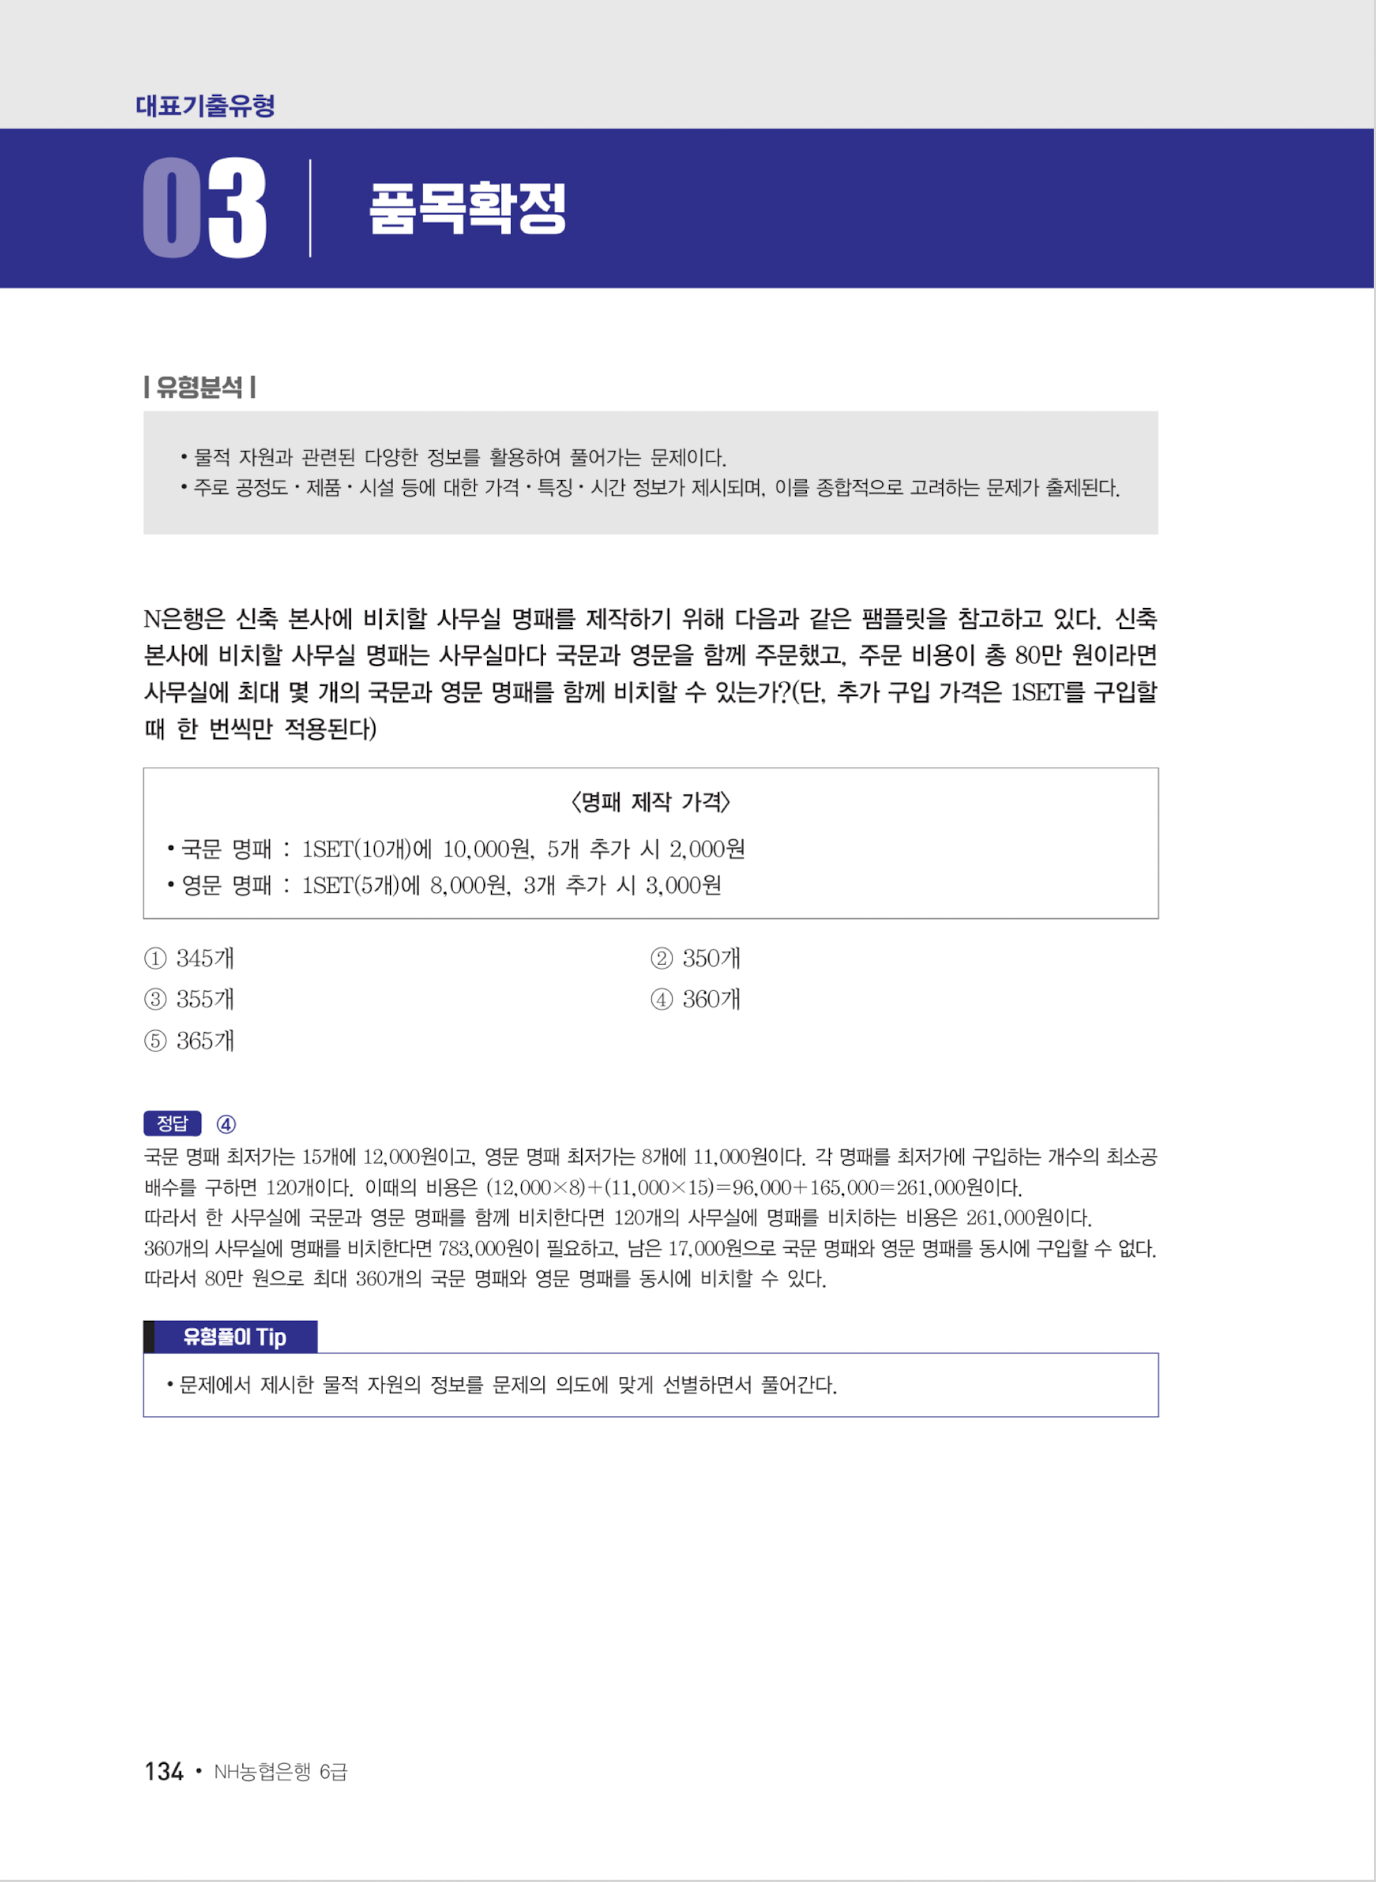 대표기출유형
03 품목확정
| 유형분석 |
• 물적 자원과 관련된 다양한 정보를 활용하여 풀어가는 문제이다.
• 주로 공정도 · 제품 · 시설 등에 대한 가격 · 특징 · 시간 정보가 제시되며, 이를 종합적으로 고려하는 문제가 출제된다.
N은행은 신축 본사에 비치할 사무실 명패를 제작하기 위해 다음과 같은 팸플릿을 참고하고 있다. 신축
본사에 비치할 사무실 명패는 사무실마다 국문과 영문을 함께 주문했고, 주문 비용이 총 80만 원이라면
사무실에 최대 몇 개의 국문과 영문 명패를 함께 비치할 수 있는가?(단, 추가 구입 가격은 1SET를 구입할
때 한 번씩만 적용된다)
〈명패 제작 가격〉
• 국문 명패 : 1SET(10개)에 10,000원, 5개 추가 시 2,000원
• 영문 명패 : 1SET(5개)에 8,000원, 3개 추가 시 3,000원
① 345개 ② 350개
③ 355개 ④ 360개
⑤ 365개
정답 ④
국문 명패 최저가는 15개에 12,000원이고, 영문 명패 최저가는 8개에 11,000원이다. 각 명패를 최저가에 구입하는 개수의 최소공
배수를 구하면 120개이다. 이때의 비용은 (12,000×8)+(11,000×15)=96,000+165,000=261,000원이다.
따라서 한 사무실에 국문과 영문 명패를 함께 비치한다면 120개의 사무실에 명패를 비치하는 비용은 261,000원이다.
360개의 사무실에 명패를 비치한다면 783,000원이 필요하고, 남은 17,000원으로 국문 명패와 영문 명패를 동시에 구입할 수 없다.
따라서 80만 원으로 최대 360개의 국문 명패와 영문 명패를 동시에 비치할 수 있다.
유형풀이 Tip
• 문제에서 제시한 물적 자원의 정보를 문제의 의도에 맞게 선별하면서 풀어간다.
134 • NH농협은행 6급